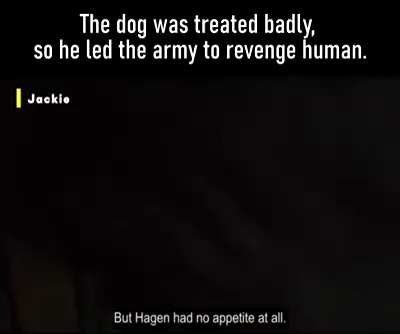 The dog was treated badly,
so he led the army to revenge human.
Jackie
But Hagen had no appetite at all.